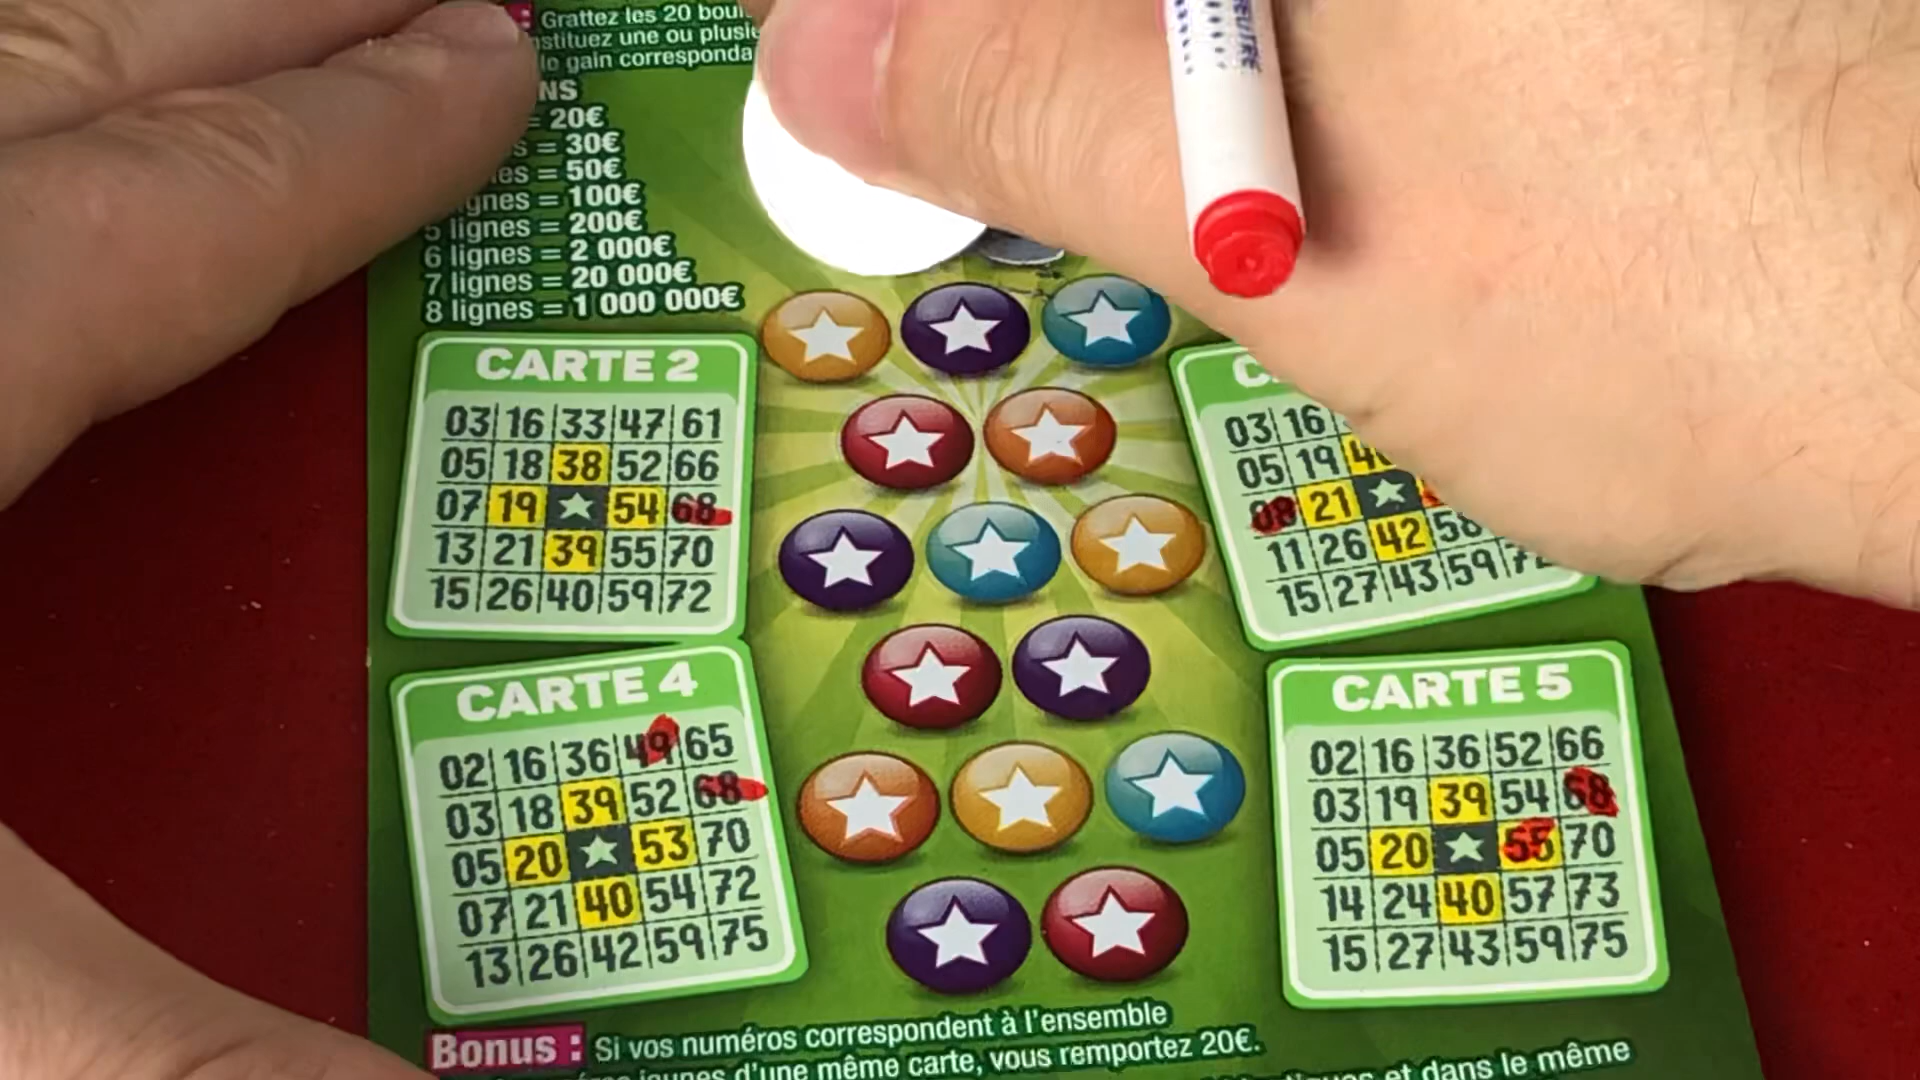 Grattez les 20
une ou
le gain
20€
= 30€
= 50€
= 100€
lignes = 200€
6 lignes = 2 000€
7 lignes = 20 000€
8 lignes = 1 000 000€
CARTE 2
03 16 33 47 61
05 18 38 52 66
07 19 54 68
13 21 39 55 70
15 26 40 59 72
03 16
05 19
08 21
11 26 42 58
15 27 43 59
CARTE 4
02 16 36 49 65
03 18 39 52 68
05 20 53 70
07 21 40 54 72
13 26 42 59 75
CARTE 5
02 16 36 52 66
03 19 39 54 68
05 20 55 70
14 24 40 57 73
15 27 43 59 75
Bonus : Si vos numéros correspondent à l'ensemble
jaunes d'une même carte, vous remportez 20€.
et dans le même